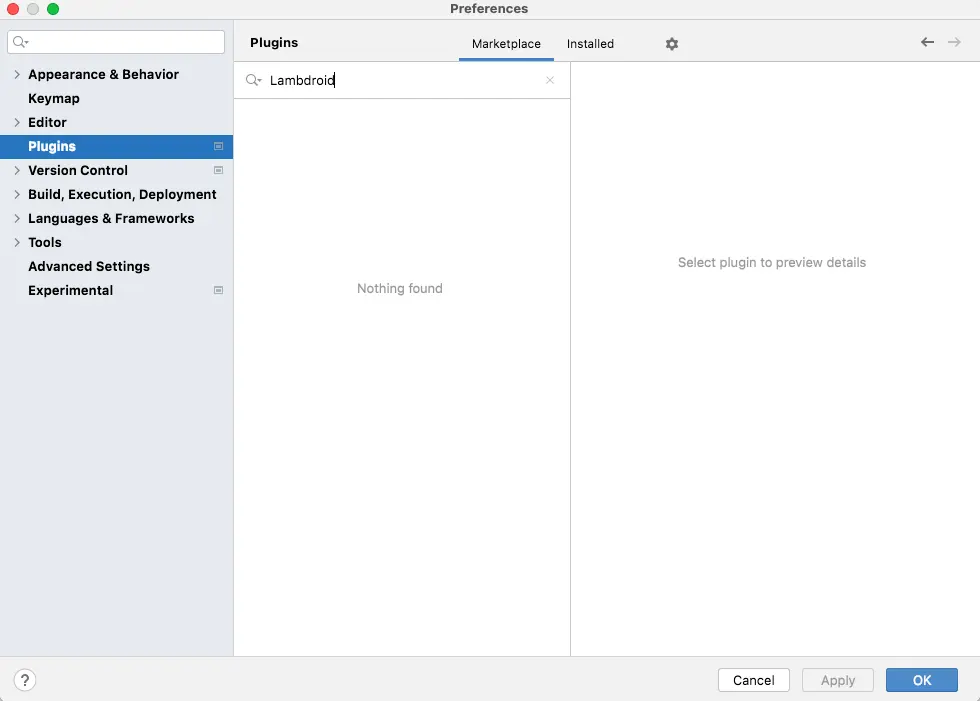 Preferences
Plugins
Marketplace
Installed
Appearance & Behavior
Keymap
Editor
Plugins
Version Control
Build, Execution, Deployment
Languages & Frameworks
Tools
Advanced Settings
Experimental
Lambdroid
Nothing found
Select plugin to preview details
?
Cancel
Apply
OK